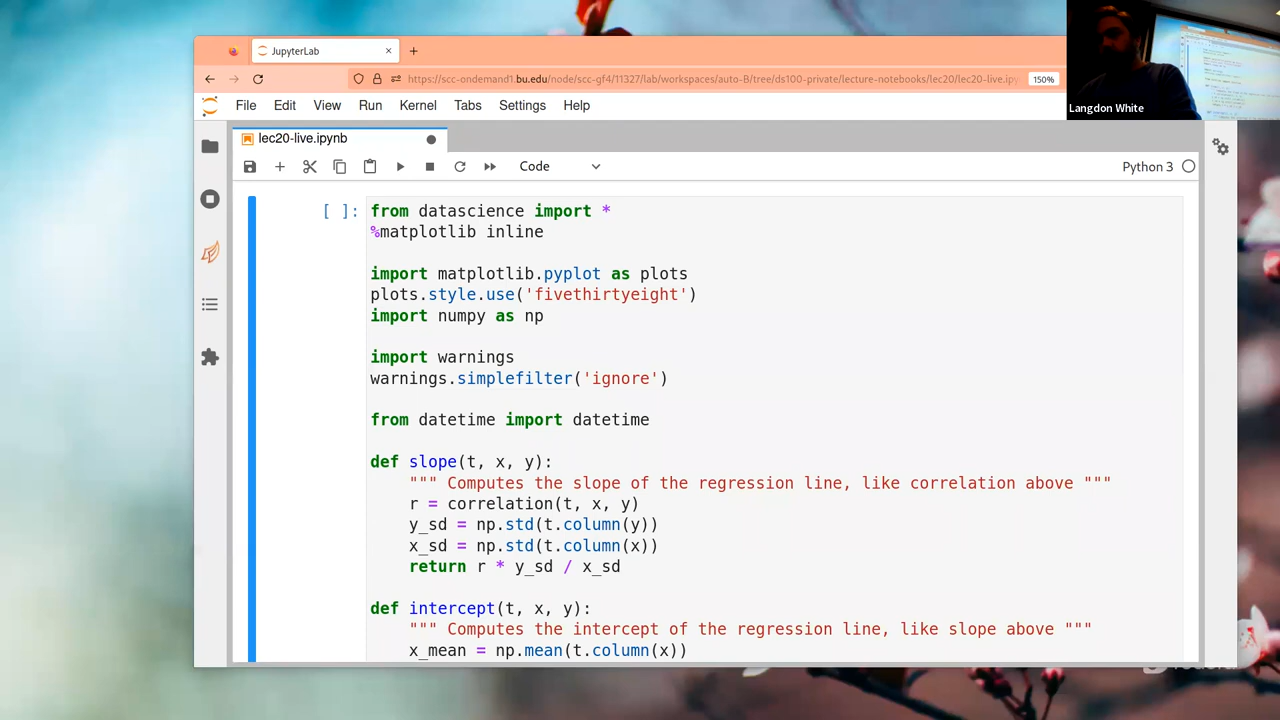 JupyterLab
https://scc-ondemand1.bu.edu/node/scc-gf4/11327/lab/workspaces/auto-B/tree/ds100-private/lecture-notebooks/lec20/lec20-live.ipy
150%
Langdon White
File Edit View Run Kernel Tabs Settings Help
lec20-live.ipynb
Code
Python 3
[ ]:
from datascience import *
%matplotlib inline
import matplotlib.pyplot as plots
plots.style.use('fivethirtyeight')
import numpy as np
import warnings
warnings.simplefilter('ignore')
from datetime import datetime
def slope(t, x, y):
""" Computes the slope of the regression line, like correlation above """
r = correlation(t, x, y)
y_sd = np.std(t.column(y))
x_sd = np.std(t.column(x))
return r * y_sd / x_sd
def intercept(t, x, y):
""" Computes the intercept of the regression line, like slope above """
x_mean = np.mean(t.column(x))